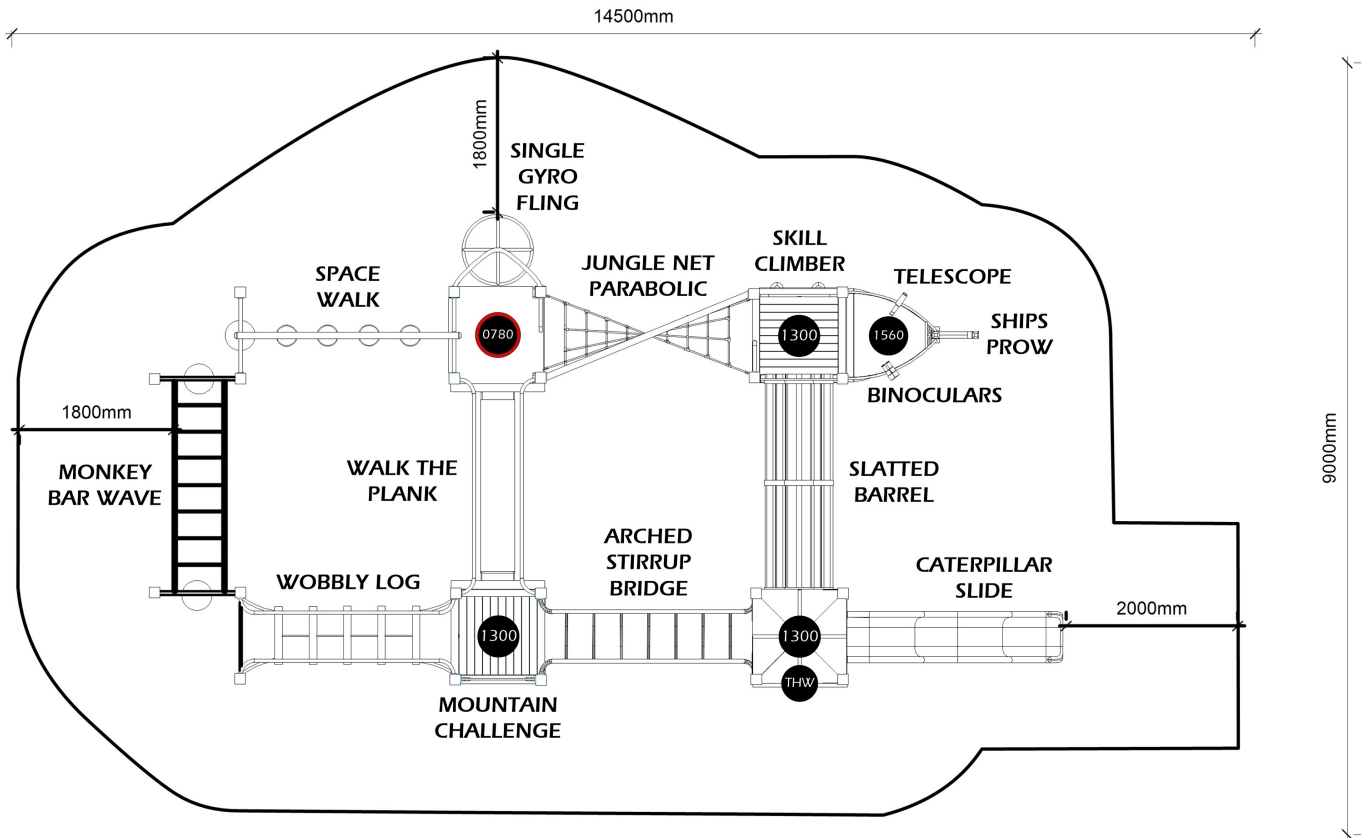 14500mm
1800mm
SINGLE
GYRO
FLING
SKILL
CLIMBER
JUNGLE NET
PARABOLIC
SPACE
WALK
TELESCOPE
SHIPS
PROW
0780
1300
1560
BINOCULARS
1800mm
9000mm
MONKEY
BAR WAVE
WALK THE
PLANK
SLATTED
BARREL
ARCHED
STIRRUP
BRIDGE
WOBBLY LOG
CATERPILLAR
SLIDE
2000mm
1300
1300
THW
MOUNTAIN
CHALLENGE